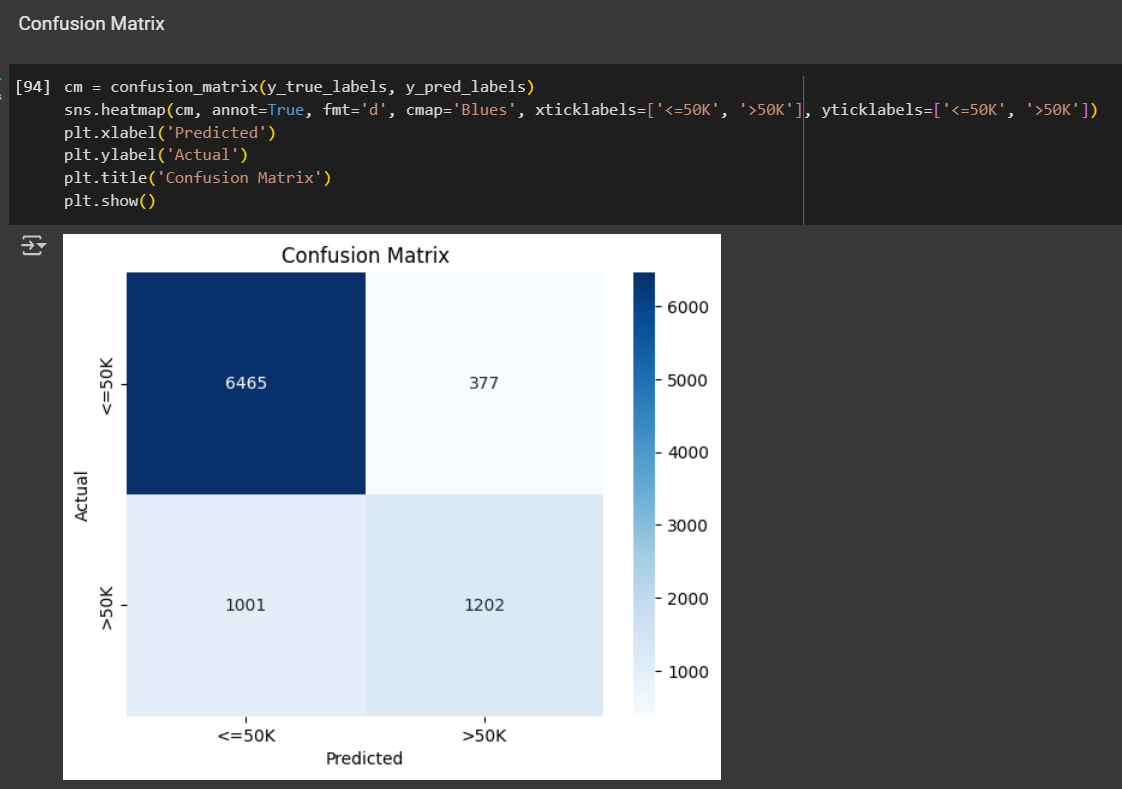 Confusion Matrix
[94] cm = confusion_matrix(y_true_labels, y_pred_labels)
sns.heatmap(cm, annot=True, fmt='d', cmap='Blues', xticklabels=['<=50K', '>50K'], yticklabels=['<=50K', '>50K'])
plt.xlabel('Predicted')
plt.ylabel('Actual')
plt.title('Confusion Matrix')
plt.show()
Confusion Matrix
<=50K
6465
377
>50K
1001
1202
Actual
<=50K
>50K
Predicted
6000
5000
4000
3000
2000
1000